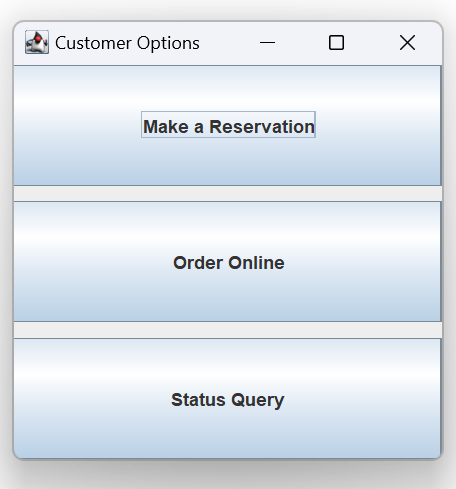 Customer Options
Make a Reservation
Order Online
Status Query